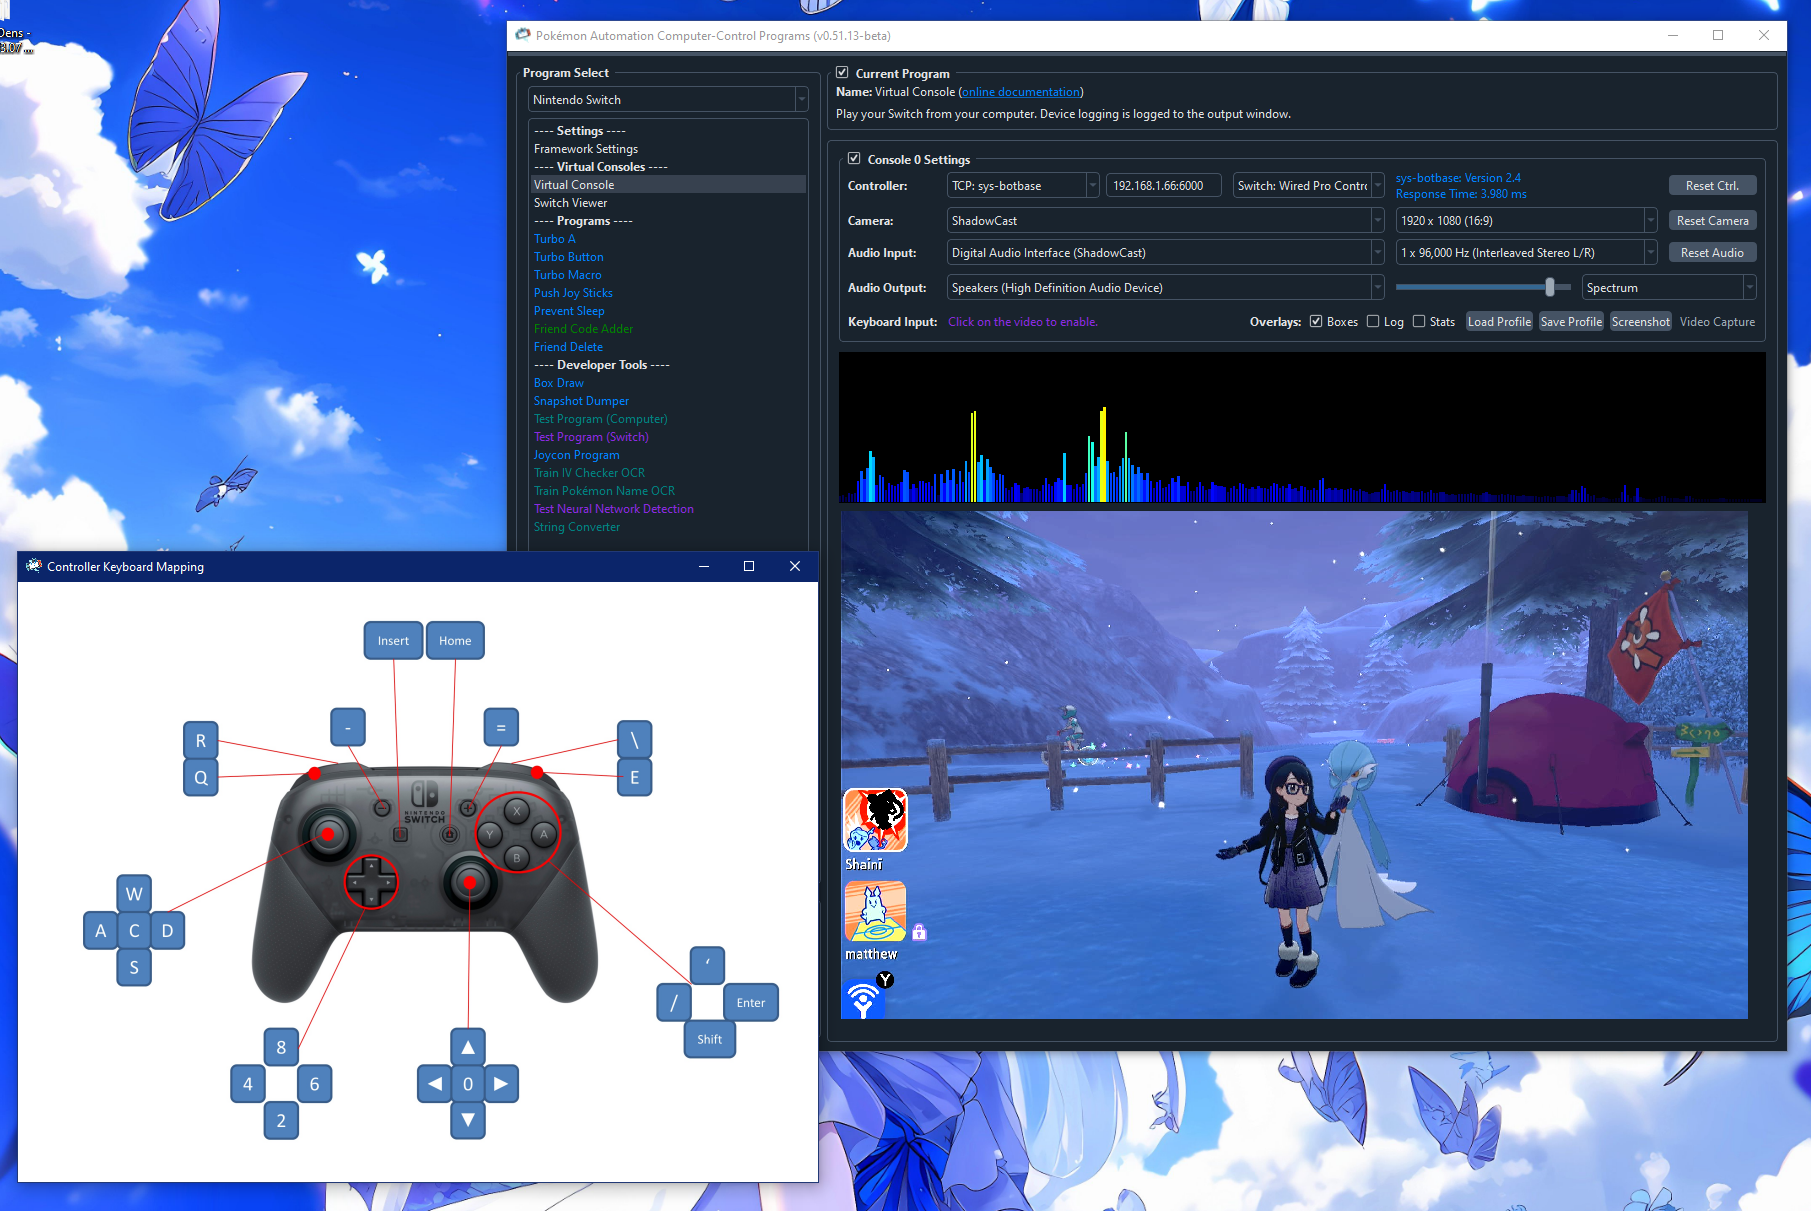 Dens -
Pokémon Automation Computer-Control Programs (v0.51.13-beta)
Program Select
Nintendo Switch
---- Settings ----
Framework Settings
---- Virtual Consoles ----
Virtual Console
Switch Viewer
---- Programs ----
Turbo A
Turbo Button
Turbo Macro
Push Joy Sticks
Prevent Sleep
Friend Code Adder
Friend Delete
---- Developer Tools ----
Box Draw
Snapshot Dumper
Test Program (Computer)
Test Program (Switch)
Joycon Program
Train IV Checker OCR
Train Pokémon Name OCR
Test Neural Network Detection
String Converter
Current Program
Name: Virtual Console (online documentation)
Play your Switch from your computer. Device logging is logged to the output window.
Console 0 Settings
Controller: TCP: sys-botbase 192.168.1.66:6000 Switch: Wired Pro Contr sys-botbase: Version 2.4 Reset Ctrl.
Response Time: 3.980 ms
Camera: ShadowCast 1920 x 1080 (16:9) Reset Camera
Audio Input: Digital Audio Interface (ShadowCast) 1 x 96,000 Hz (Interleaved Stereo L/R) Reset Audio
Audio Output: Speakers (High Definition Audio Device) Spectrum
Keyboard Input: Click on the video to enable. Overlays: Boxes Log Stats Load Profile Save Profile Screenshot Video Capture
Shaini
matthew
Y
Controller Keyboard Mapping
Insert Home
R - = \
Q E
NINTENDO
SWITCH
X
Y A
B
W
A C D
S
‘
/ Enter
Shift
8
4 6
2
▲
◀ 0 ▶
▼